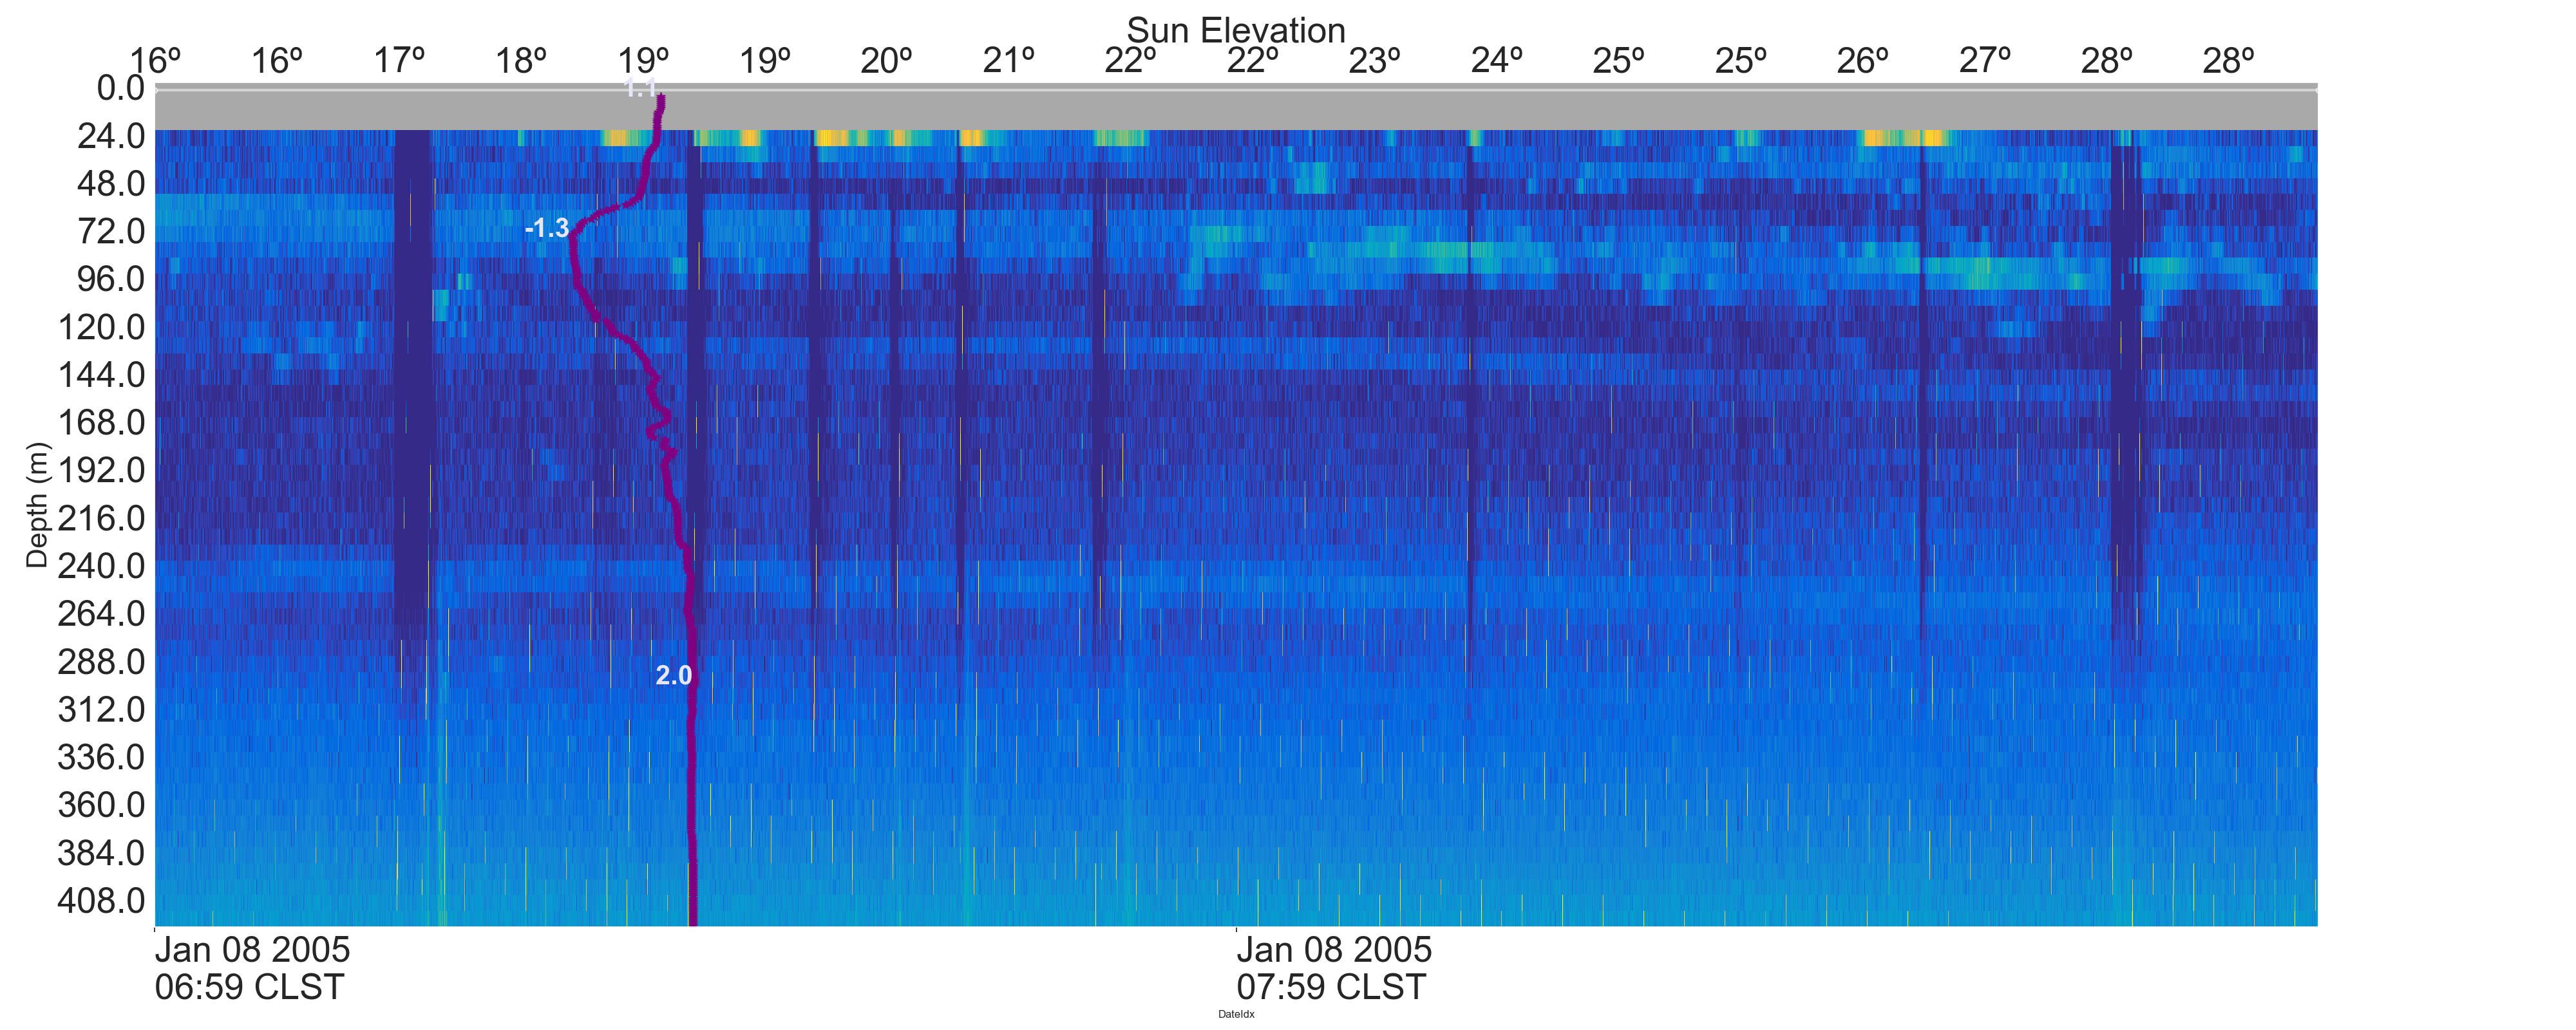 Sun Elevation
16º 16º 17º 18º 19º 19º 20º 21º 22º 22º 23º 24º 25º 25º 26º 27º 28º 28º
0.0
1.1
24.0
48.0
72.0
-1.3
96.0
120.0
144.0
168.0
192.0
216.0
240.0
264.0
288.0
2.0
312.0
336.0
360.0
384.0
408.0
Depth (m)
Jan 08 2005
06:59 CLST
Jan 08 2005
07:59 CLST
DateIdx